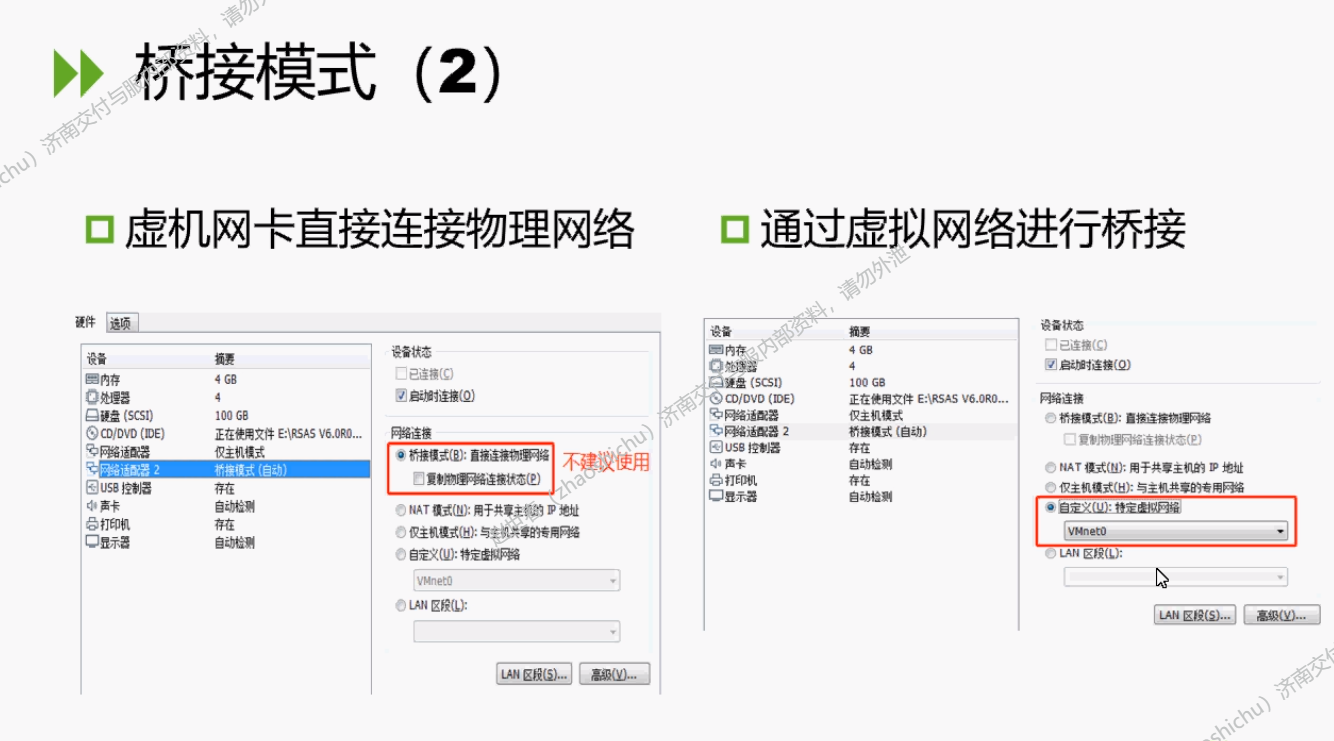 桥接模式（2）
虚机网卡直接连接物理网络
硬件 选项
设备 摘要
内存 4 GB
处理器 4
硬盘 (SCSI) 100 GB
CD/DVD (IDE) 正在使用文件 E:\RSAS V6.0R0...
网络适配器 仅主机模式
网络适配器 2 桥接模式 (自动)
USB 控制器 存在
声卡 自动检测
打印机 存在
显示器 自动检测
设备状态
已连接(C)
启动时连接(O)
网络连接
桥接模式(B): 直接连接物理网络
复制物理网络连接状态(P)
不建议使用
NAT 模式(N): 用于共享主机的 IP 地址
仅主机模式(H): 与主机共享的专用网络
自定义(U): 特定虚拟网络
VMnet0
LAN 区段(L):
LAN 区段(S)... 高级(V)...
通过虚拟网络进行桥接
设备 摘要
内存 4 GB
处理器 4
硬盘 (SCSI) 100 GB
CD/DVD (IDE) 正在使用文件 E:\RSAS V6.0R0...
网络适配器 仅主机模式
网络适配器 2 桥接模式 (自动)
USB 控制器 存在
声卡 自动检测
打印机 存在
显示器 自动检测
设备状态
已连接(C)
启动时连接(O)
网络连接
桥接模式(B): 直接连接物理网络
复制物理网络连接状态(P)
NAT 模式(N): 用于共享主机的 IP 地址
仅主机模式(H): 与主机共享的专用网络
自定义(U): 特定虚拟网络
VMnet0
LAN 区段(L):
LAN 区段(S)... 高级(V)...
chu）济南交付与服内部资料，请勿
（zhaoshichu）济南交付与服内部资料，请勿外泄
shichu）济南交付